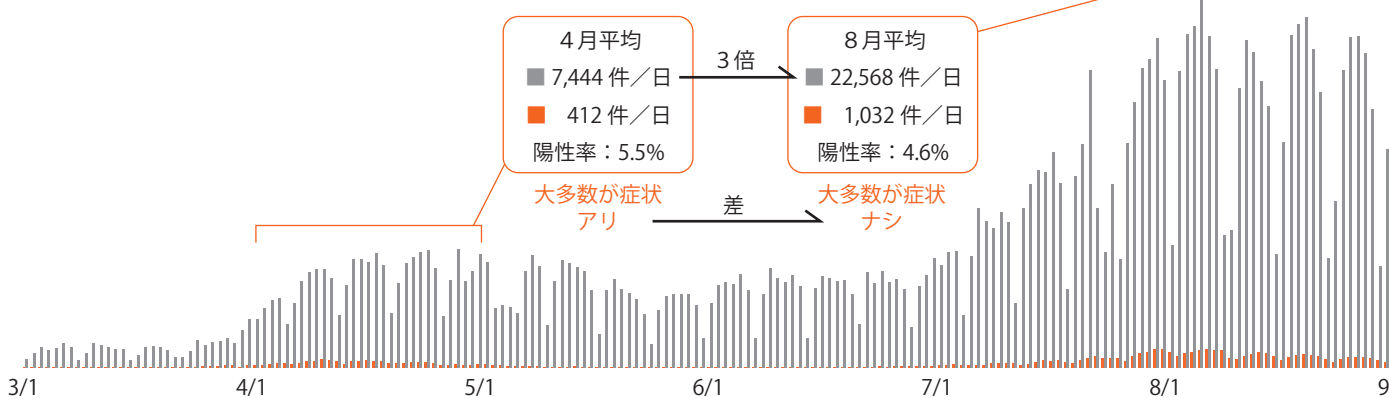 4月平均
7,444 件／日
412 件／日
陽性率：5.5%
3倍
8月平均
22,568 件／日
1,032 件／日
陽性率：4.6%
大多数が症状
アリ
差
大多数が症状
ナシ
3/1
4/1
5/1
6/1
7/1
8/1
9